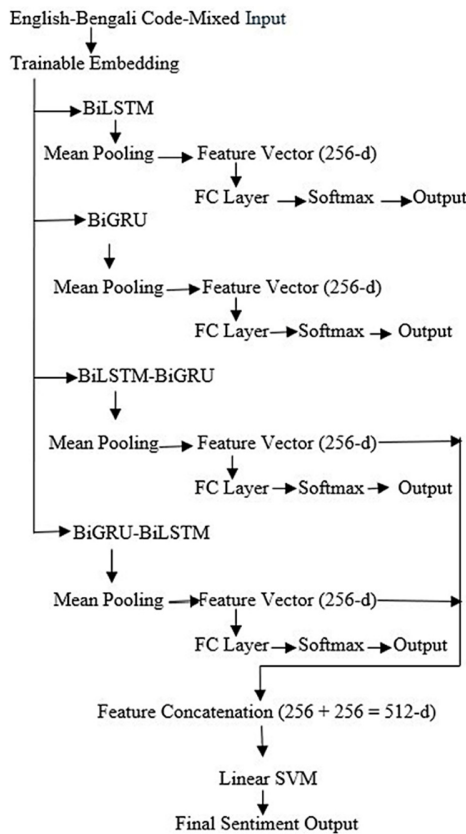 English-Bengali Code-Mixed Input
Trainable Embedding
BiLSTM
Mean Pooling Feature Vector (256-d)
FC Layer Softmax Output
BiGRU
Mean Pooling Feature Vector (256-d)
FC Layer Softmax Output
BiLSTM-BiGRU
Mean Pooling Feature Vector (256-d)
FC Layer Softmax Output
BiGRU-BiLSTM
Mean Pooling Feature Vector (256-d)
FC Layer Softmax Output
Feature Concatenation (256 + 256 = 512-d)
Linear SVM
Final Sentiment Output